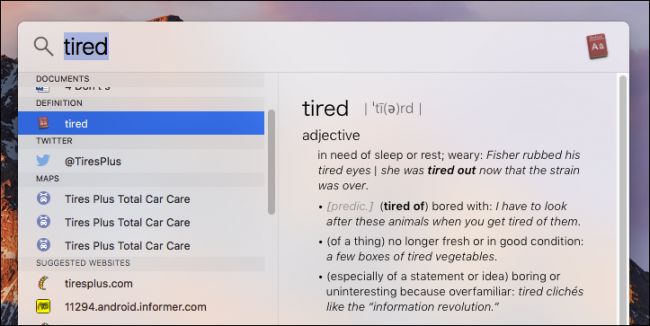 tired
DOCUMENTS
4 Don't s
DEFINITION
tired
TWITTER
@TiresPlus
MAPS
Tires Plus Total Car Care
Tires Plus Total Car Care
Tires Plus Total Car Care
SUGGESTED WEBSITES
tiresplus.com
11294.android.informer.com
Aa
tired | ˈtī(ə)rd |
adjective
in need of sleep or rest; weary: Fisher rubbed his
tired eyes | she was tired out now that the strain
was over.
• [predic.] (tired of) bored with: I have to look
after these animals when you get tired of them.
• (of a thing) no longer fresh or in good condition:
a few boxes of tired vegetables.
• (especially of a statement or idea) boring or
uninteresting because overfamiliar: tired clichés
like the “information revolution.”